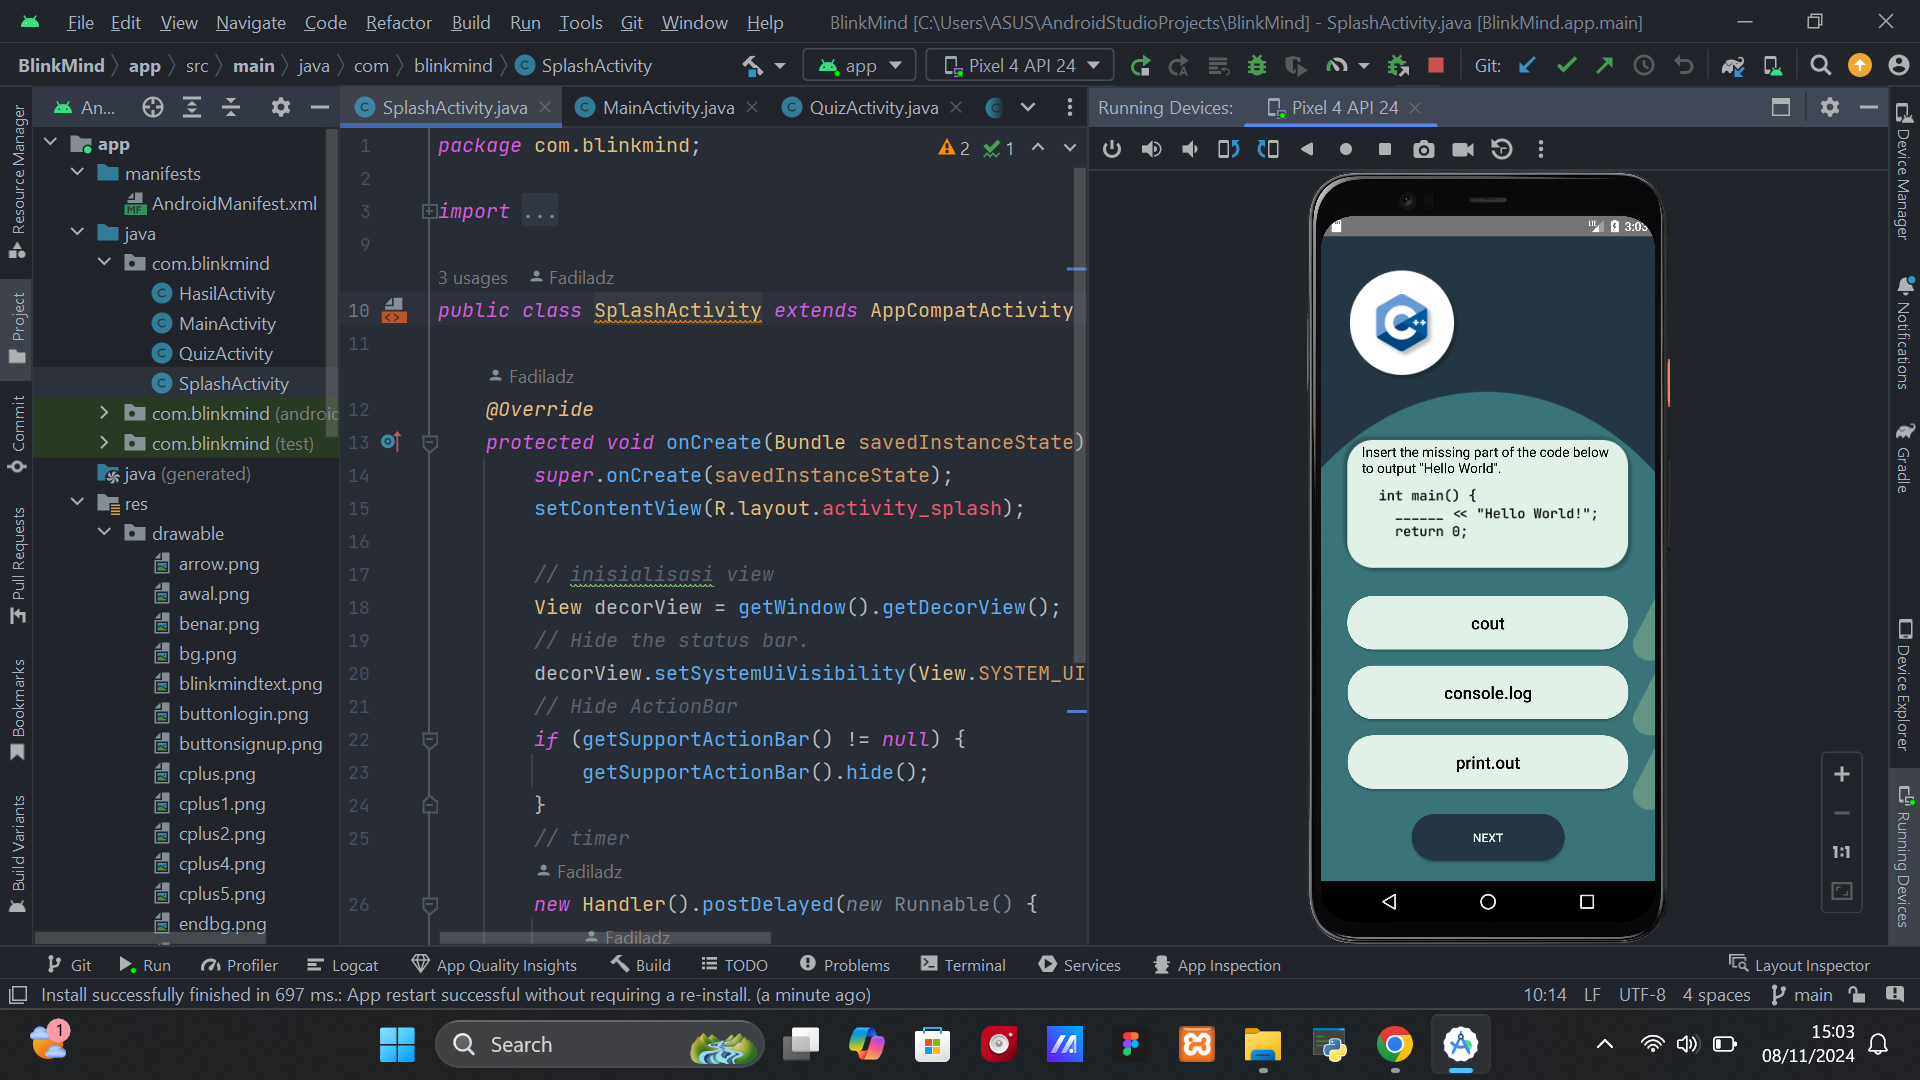 File Edit View Navigate Code Refactor Build Run Tools Git Window Help BlinkMind [C:\Users\ASUS\AndroidStudioProjects\BlinkMind] - SplashActivity.java [BlinkMind.app.main]
BlinkMind app src main java com blinkmind SplashActivity app Pixel 4 API 24 Git:
An... SplashActivity.java MainActivity.java QuizActivity.java Running Devices: Pixel 4 API 24
Resource Manager
Project
Commit
Pull Requests
Bookmarks
Build Variants
app
manifests
AndroidManifest.xml
java
com.blinkmind
HasilActivity
MainActivity
QuizActivity
SplashActivity
com.blinkmind (androic
com.blinkmind (test)
java (generated)
res
drawable
arrow.png
awal.png
benar.png
bg.png
blinkmindtext.png
buttonlogin.png
buttonsignup.png
cplus.png
cplus1.png
cplus2.png
cplus4.png
cplus5.png
endbg.png
1 package com.blinkmind; 2 1
2
3 import ...
9
3 usages Fadiladz
10 public class SplashActivity extends AppCompatActivity
11
Fadiladz
12 @Override
13 protected void onCreate(Bundle savedInstanceState)
14 super.onCreate(savedInstanceState);
15 setContentView(R.layout.activity_splash);
16
17 // inisialisasi view
18 View decorView = getWindow().getDecorView();
19 // Hide the status bar.
20 decorView.setSystemUiVisibility(View.SYSTEM_UI
21 // Hide ActionBar
22 if (getSupportActionBar() != null) {
23 getSupportActionBar().hide();
24 }
25 // timer
Fadiladz
26 new Handler().postDelayed(new Runnable() {
Fadiladz
LTE 3:03
C++
Insert the missing part of the code below
to output "Hello World".
int main() {
______ << "Hello World!";
return 0;
cout
console.log
print.out
NEXT
1:1
Device Manager
Notifications
Gradle
Device Explorer
Running Devices
Git Run Profiler Logcat App Quality Insights Build TODO Problems Terminal Services App Inspection Layout Inspector
Install successfully finished in 697 ms.: App restart successful without requiring a re-install. (a minute ago) 10:14 LF UTF-8 4 spaces main
1 Search 15:03
08/11/2024